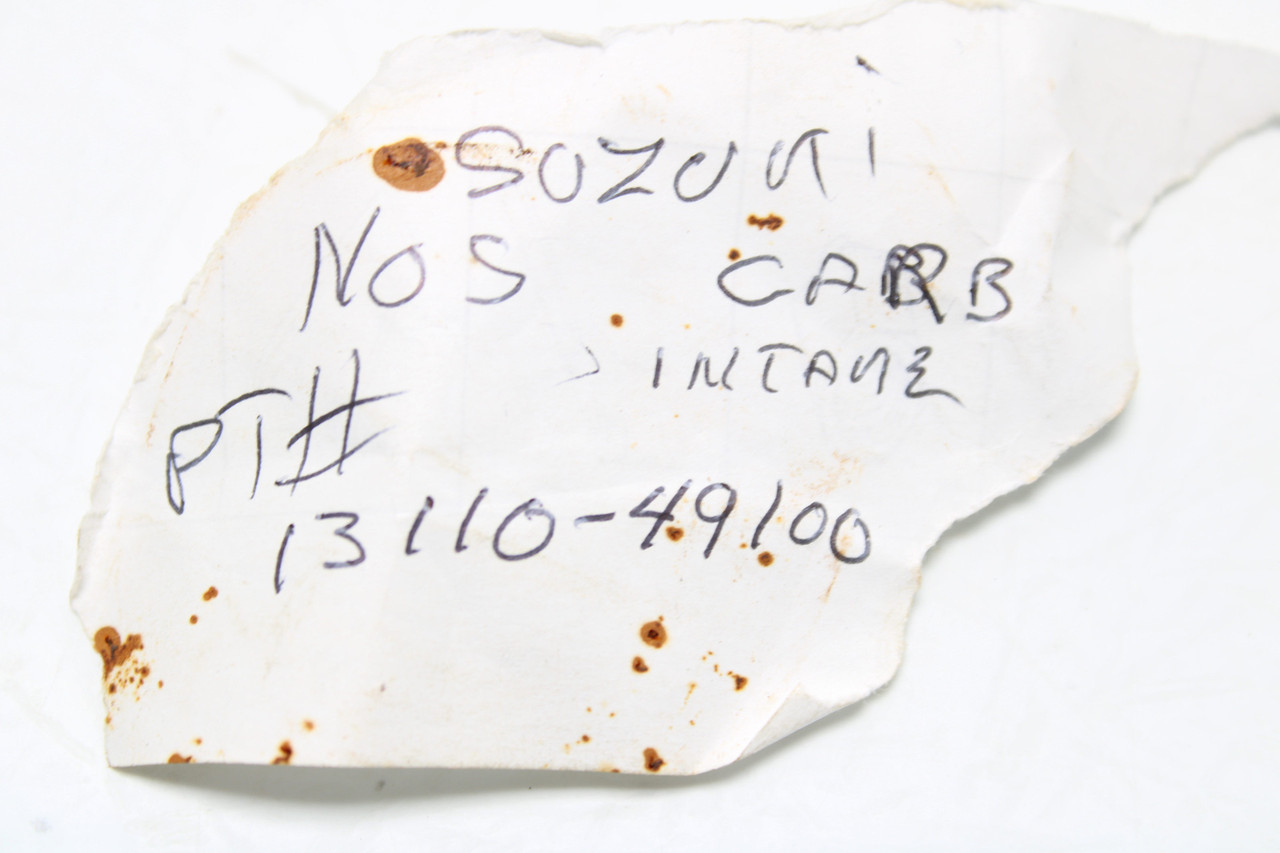 SUZUKI
NOS CARB
INTAKE
PT#
13110-49100